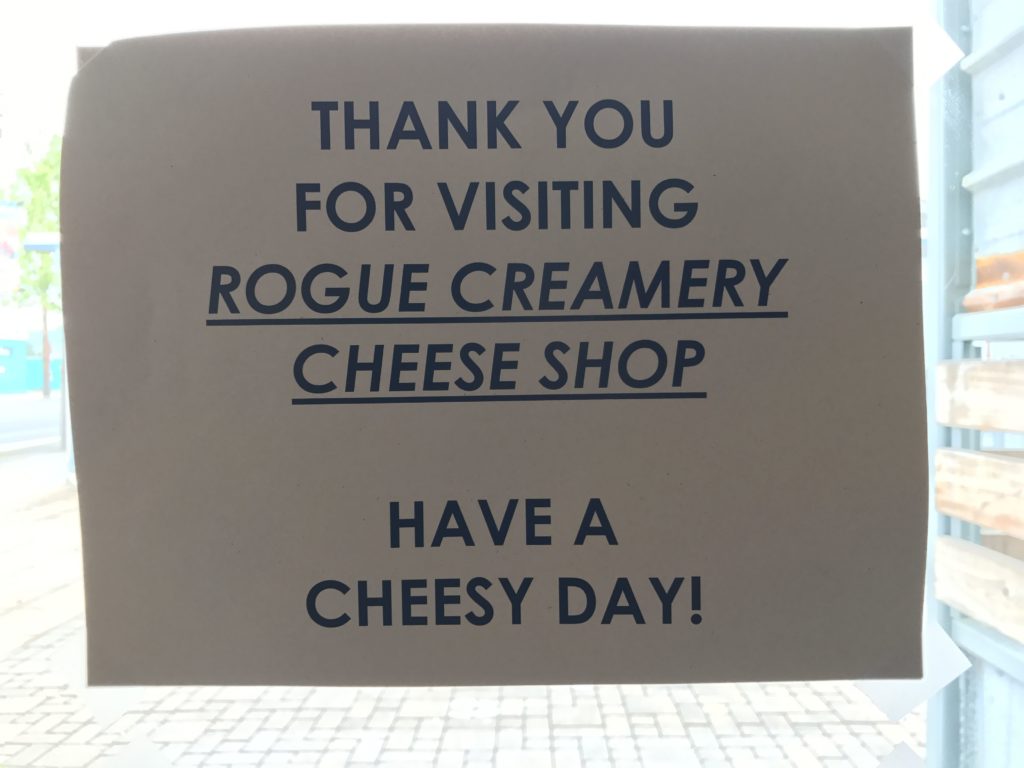 THANK YOU
FOR VISITING
ROGUE CREAMERY
CHEESE SHOP
HAVE A
CHEESY DAY!